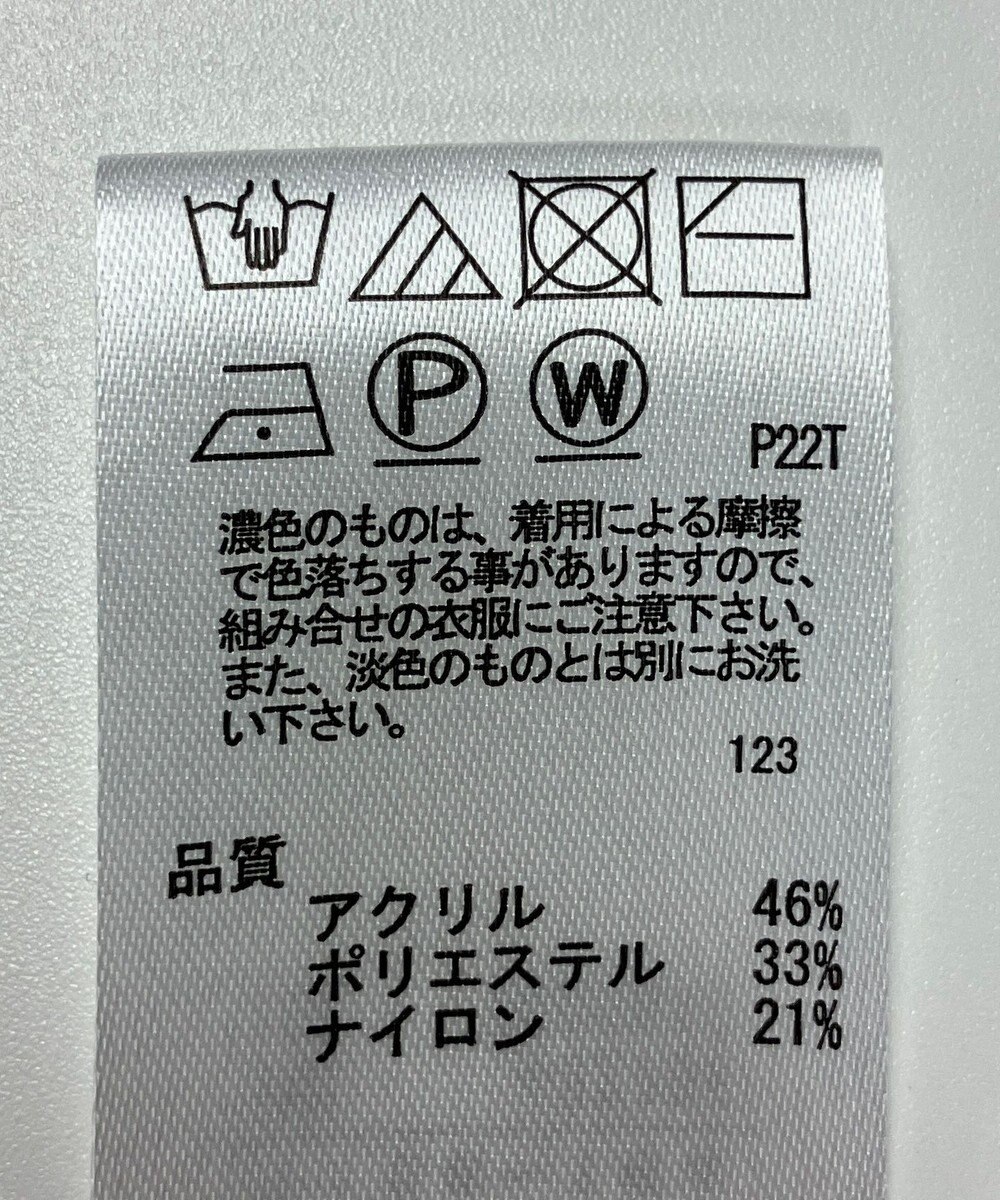 P
W
P22T
濃色のものは、着用による摩擦
で色落ちする事がありますので、
組み合せの衣服にご注意下さい。
また、淡色のものとは別にお洗
い下さい。
123
品質
アクリル 46%
ポリエステル 33%
ナイロン 21%